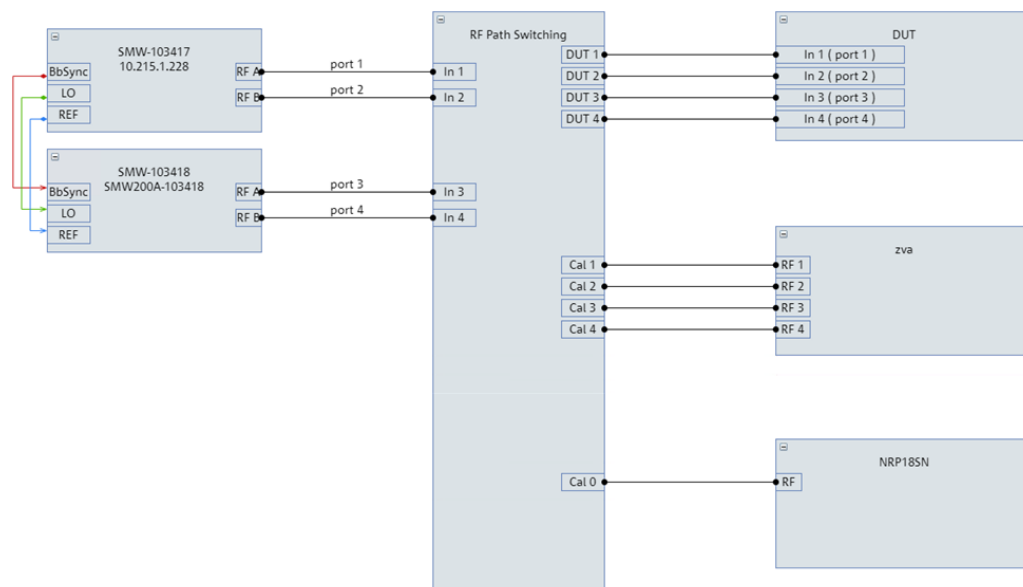 SMW-103417
10.215.1.228
BbSync
LO
REF
RF A
RF B
SMW-103418
SMW200A-103418
BbSync
LO
REF
RF A
RF B
port 1
port 2
port 3
port 4
RF Path Switching
In 1
In 2
In 3
In 4
DUT 1
DUT 2
DUT 3
DUT 4
Cal 1
Cal 2
Cal 3
Cal 4
Cal 0
DUT
In 1 ( port 1 )
In 2 ( port 2 )
In 3 ( port 3 )
In 4 ( port 4 )
zva
RF 1
RF 2
RF 3
RF 4
NRP18SN
RF